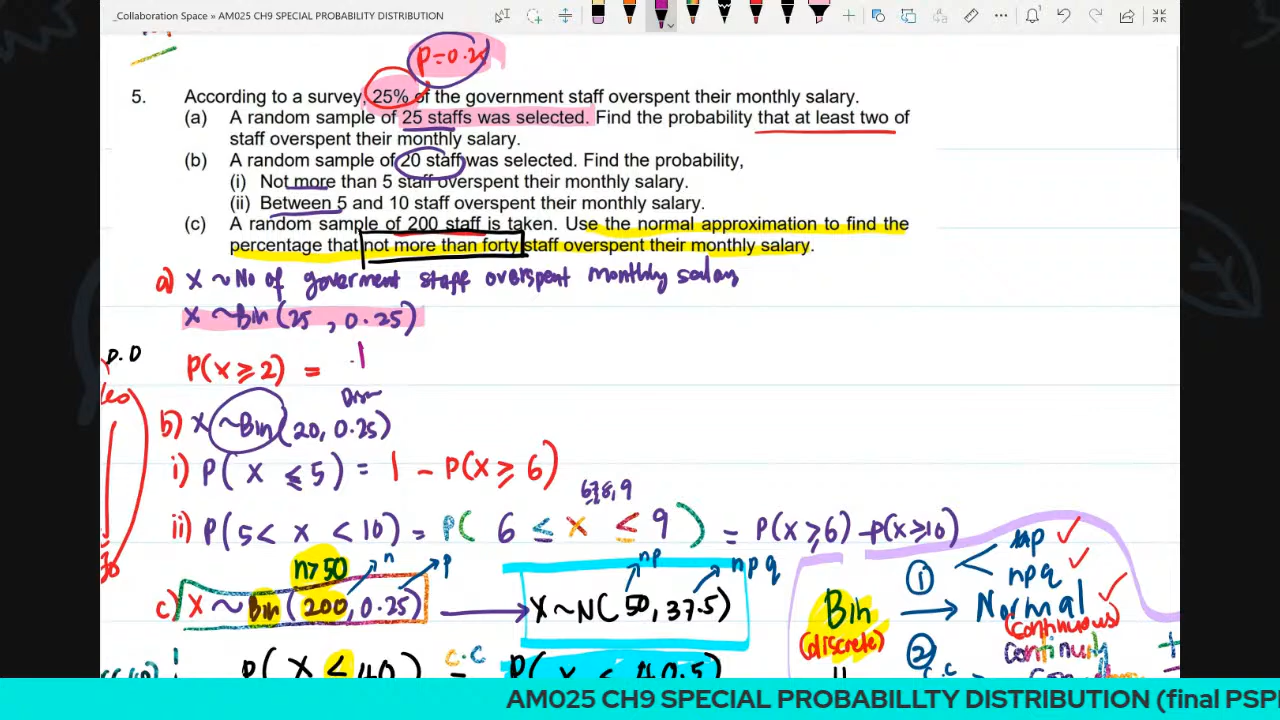 _Collaboration Space » AM025 CH9 SPECIAL PROBABILITY DISTRIBUTION
P=0.25
5. According to a survey, 25% of the government staff overspent their monthly salary.
(a) A random sample of 25 staffs was selected. Find the probability that at least two of
staff overspent their monthly salary.
(b) A random sample of 20 staff was selected. Find the probability,
(i) Not more than 5 staff overspent their monthly salary.
(ii) Between 5 and 10 staff overspent their monthly salary.
(c) A random sample of 200 staff is taken. Use the normal approximation to find the
percentage that not more than forty staff overspent their monthly salary.
a) X ~ No of goverment staff overspent monthly salary
X ~ Bin (25, 0.25)
P.D
P(X ≥ 2) = .1
b) X ~ Bin (20, 0.25)
i) P( X ≤ 5) = 1 - P(X ≥ 6)
6,7,8,9
ii) P(5 < X < 10) = P( 6 ≤ X ≤ 9 ) = P(X ≥ 6) - P(X ≥ 10)
n > 50 n p np npq
c) X ~ Bin (200, 0.25) X ~ N( 50, 37.5)
① np
npq
Bin Normal
(discrete) (continuous)
② continuity
P( X ≤ 40) c.c = P( X < 40.5)
c.c
AM025 CH9 SPECIAL PROBABILLTY DISTRIBUTION (final PSP